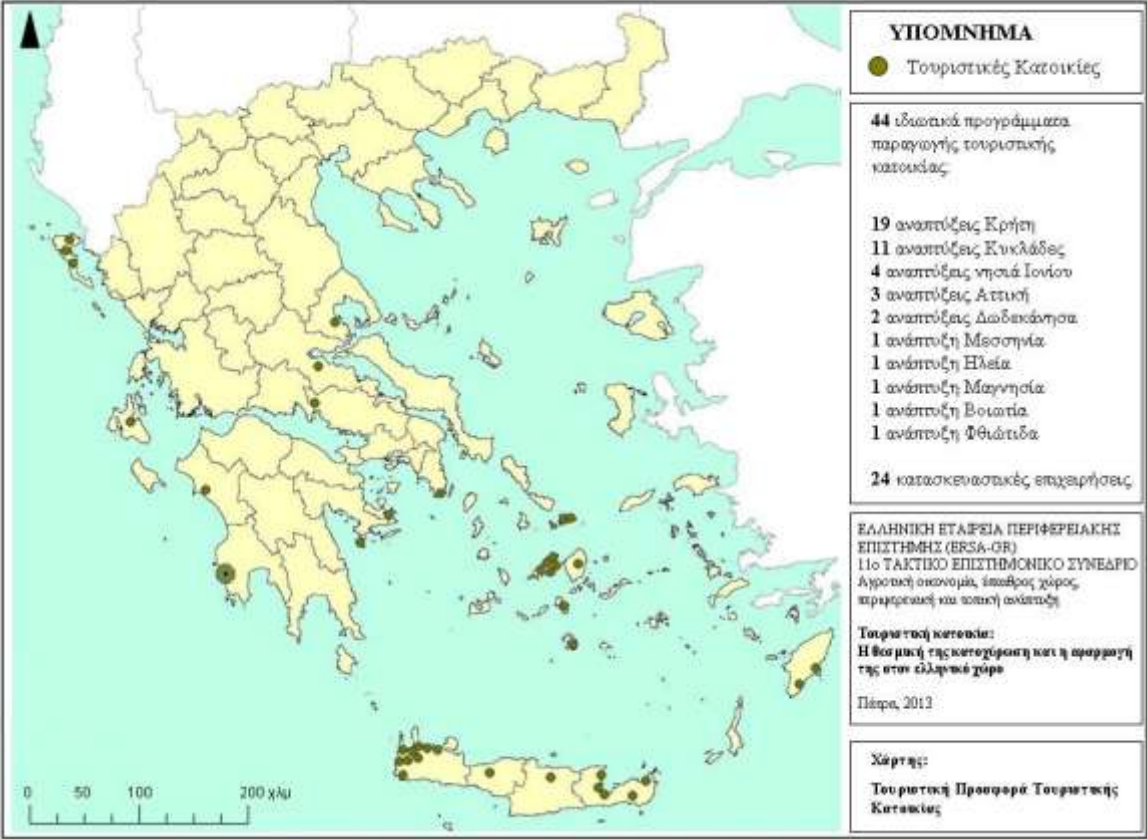 ΥΠΟΜΝΗΜΑ
Τουριστικές Κατοικίες
44 ιδιωτικά προγράμματα
παραγωγής τουριστικής
κατοικίας:
19 αναπτύξεις Κρήτη
11 αναπτύξεις Κυκλάδες
4 αναπτύξεις νησιά Ιονίου
3 αναπτύξεις Αττική
2 αναπτύξεις Δωδεκάνησα
1 ανάπτυξη Μεσσηνία
1 ανάπτυξη Ηλεία
1 ανάπτυξη Μαγνησία
1 ανάπτυξη Βοιωτία
1 ανάπτυξη Φθιώτιδα
24 κατασκευαστικές επιχειρήσεις
ΕΛΛΗΝΙΚΗ ΕΤΑΙΡΕΙΑ ΠΕΡΙΦΕΡΕΙΑΚΗΣ
ΕΠΙΣΤΗΜΗΣ (ERSA-GR)
11ο ΤΑΚΤΙΚΟ ΕΠΙΣΤΗΜΟΝΙΚΟ ΣΥΝΕΔΡΙΟ
Αγροτική οικονομία, ύπαιθρος χώρος,
περιφερειακή και τοπική ανάπτυξη
Τουριστική κατοικία:
Η θεσμική της κατοχύρωση και η εφαρμογή
της στον ελληνικό χώρο
Πάτρα, 2013
Χάρτης:
Τουριστική Προσφορά Τουριστικής
Κατοικίας
0 50 100 200 χλμ